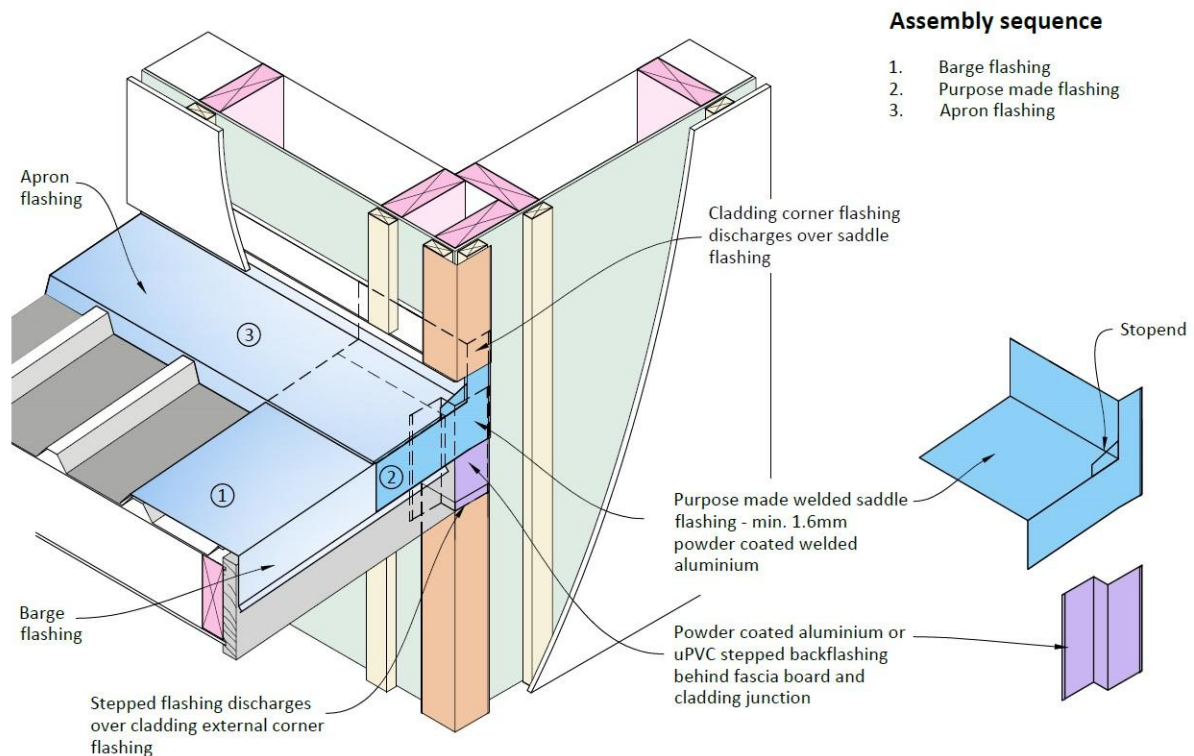 Assembly sequence
1. Barge flashing
2. Purpose made flashing
3. Apron flashing
Apron
flashing
Cladding corner flashing
discharges over saddle
flashing
3
Stopend
1
2
Purpose made welded saddle
flashing - min. 1.6mm
powder coated welded
aluminium
Barge
flashing
Powder coated aluminium or
uPVC stepped backflashing
behind fascia board and
cladding junction
Stepped flashing discharges
over cladding external corner
flashing